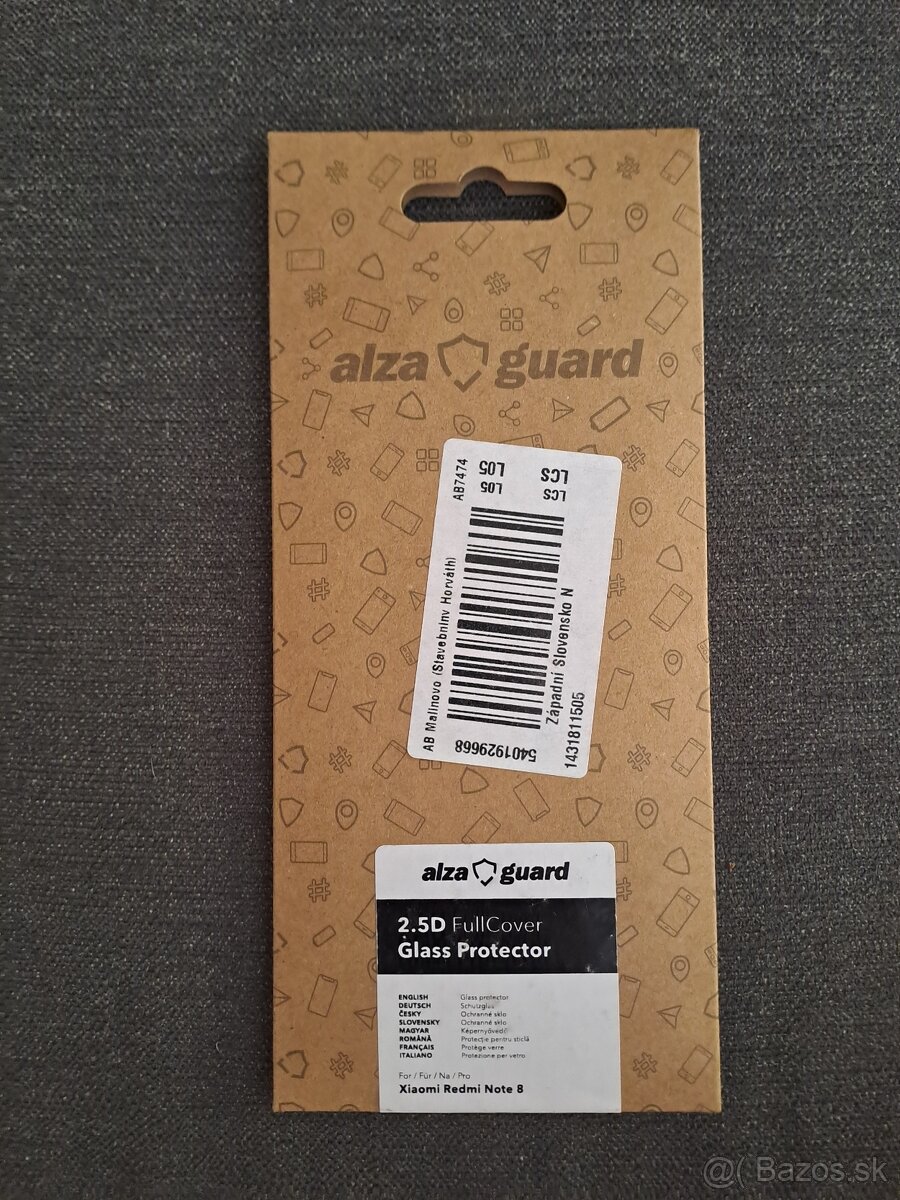 alza guard
AB7474
L05
LCS
L05
LCS
AB Malinovo (Stavebniny Horváth)
5401929668
Západní Slovensko N
1431811505
alza guard
2.5D FullCover
Glass Protector
ENGLISH Glass protector
DEUTSCH Schutzglas
ČESKY Ochranné sklo
SLOVENSKY Ochranné sklo
MAGYAR Képernyővédő
ROMÂNĂ Protecție pentru sticlă
FRANÇAIS Protège verre
ITALIANO Protezione per vetro
For / Für / Na / Pro
Xiaomi Redmi Note 8
@( Bazos.sk